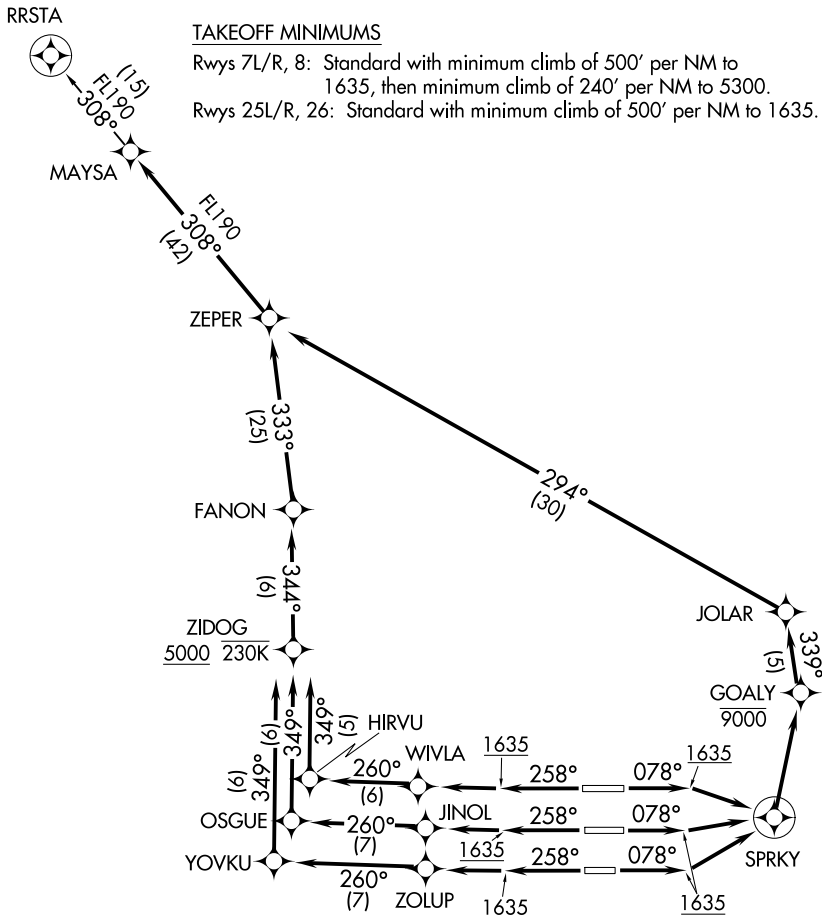 RRSTA
TAKEOFF MINIMUMS
Rwys 7L/R, 8: Standard with minimum climb of 500' per NM to
1635, then minimum climb of 240' per NM to 5300.
Rwys 25L/R, 26: Standard with minimum climb of 500' per NM to 1635.
(15)
FL190
308°
MAYSA
FL190
308°
(42)
ZEPER
333°
(25)
294°
(30)
FANON
344°
(6)
ZIDOG
5000 230K
JOLAR
339°
(5)
GOALY
9000
349°
(6)
349°
(6)
349°
(5)
HIRVU
WIVLA
1635
1635
260°
(6)
258°
078°
OSGUE
260°
(7)
JINOL
1635
258°
078°
SPRKY
YOVKU
260°
(7)
ZOLUP
258°
078°
1635
1635